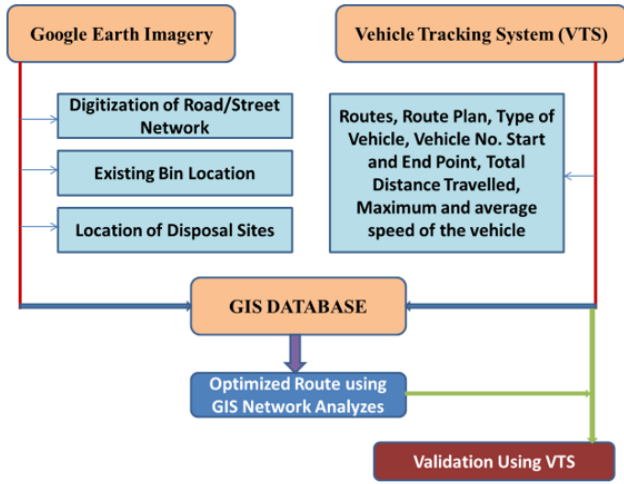 Google Earth Imagery
Vehicle Tracking System (VTS)
Digitization of Road/Street
Network
Existing Bin Location
Location of Disposal Sites
Routes, Route Plan, Type of
Vehicle, Vehicle No. Start
and End Point, Total
Distance Travelled,
Maximum and average
speed of the vehicle
GIS DATABASE
Optimized Route using
GIS Network Analyzes
Validation Using VTS